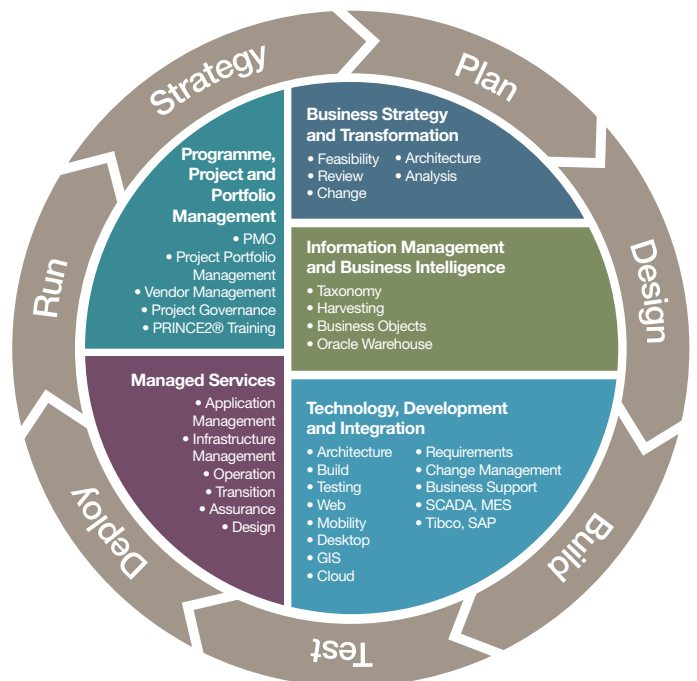 Strategy
Plan
Design
Build
Test
Deploy
Run
Business Strategy
and Transformation
• Feasibility
• Review
• Change
• Architecture
• Analysis
Programme,
Project and
Portfolio
Management
• PMO
• Project Portfolio
Management
• Vendor Management
• Project Governance
• PRINCE2® Training
Information Management
and Business Intelligence
• Taxonomy
• Harvesting
• Business Objects
• Oracle Warehouse
Managed Services
• Application
Management
• Infrastructure
Management
• Operation
• Transition
• Assurance
• Design
Technology, Development
and Integration
• Architecture
• Build
• Testing
• Web
• Mobility
• Desktop
• GIS
• Cloud
• Requirements
• Change Management
• Business Support
• SCADA, MES
• Tibco, SAP